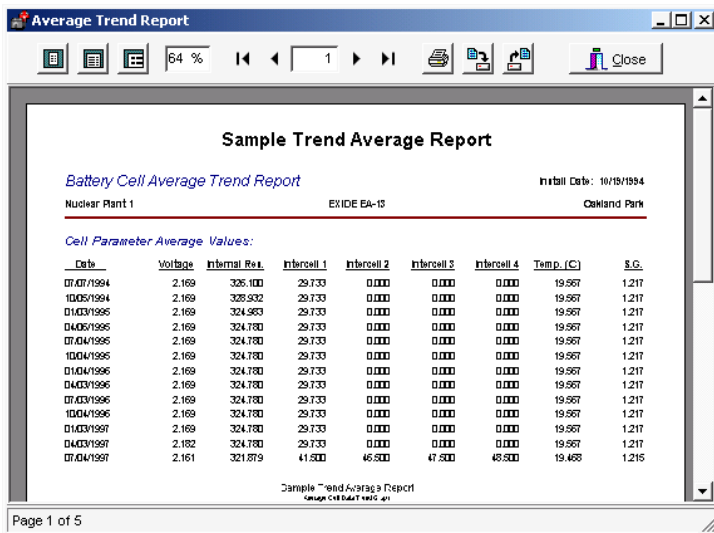 Average Trend Report
64 % 1 Close
Sample Trend Average Report
Battery Cell Average Trend Report Install Date: 10/19/1994
Nuclear Plant 1 EXIDE EA-13 Oakland Park
Cell Parameter Average Values:
Date Voltage Internal Res. Intercell 1 Intercell 2 Intercell 3 Intercell 4 Temp. (C) S.G.
07/07/1994 2.169 326.100 29.733 0.000 0.000 0.000 19.567 1.217
10/05/1994 2.169 328.932 29.733 0.000 0.000 0.000 19.567 1.217
01/03/1995 2.169 324.983 29.733 0.000 0.000 0.000 19.567 1.217
04/06/1995 2.169 324.780 29.733 0.000 0.000 0.000 19.567 1.217
07/04/1995 2.169 324.780 29.733 0.000 0.000 0.000 19.567 1.217
10/04/1995 2.169 324.780 29.733 0.000 0.000 0.000 19.567 1.217
01/04/1996 2.169 324.780 29.733 0.000 0.000 0.000 19.567 1.217
04/03/1996 2.169 324.780 29.733 0.000 0.000 0.000 19.567 1.217
07/03/1996 2.169 324.780 29.733 0.000 0.000 0.000 19.567 1.217
10/04/1996 2.169 324.780 29.733 0.000 0.000 0.000 19.567 1.217
01/03/1997 2.169 324.780 29.733 0.000 0.000 0.000 19.567 1.217
04/03/1997 2.182 324.780 29.733 0.000 0.000 0.000 19.567 1.217
07/04/1997 2.161 321.879 41.500 46.500 47.500 48.500 19.468 1.215
Sample Trend Average Report
Average Cell Data Trend Graph
Page 1 of 5